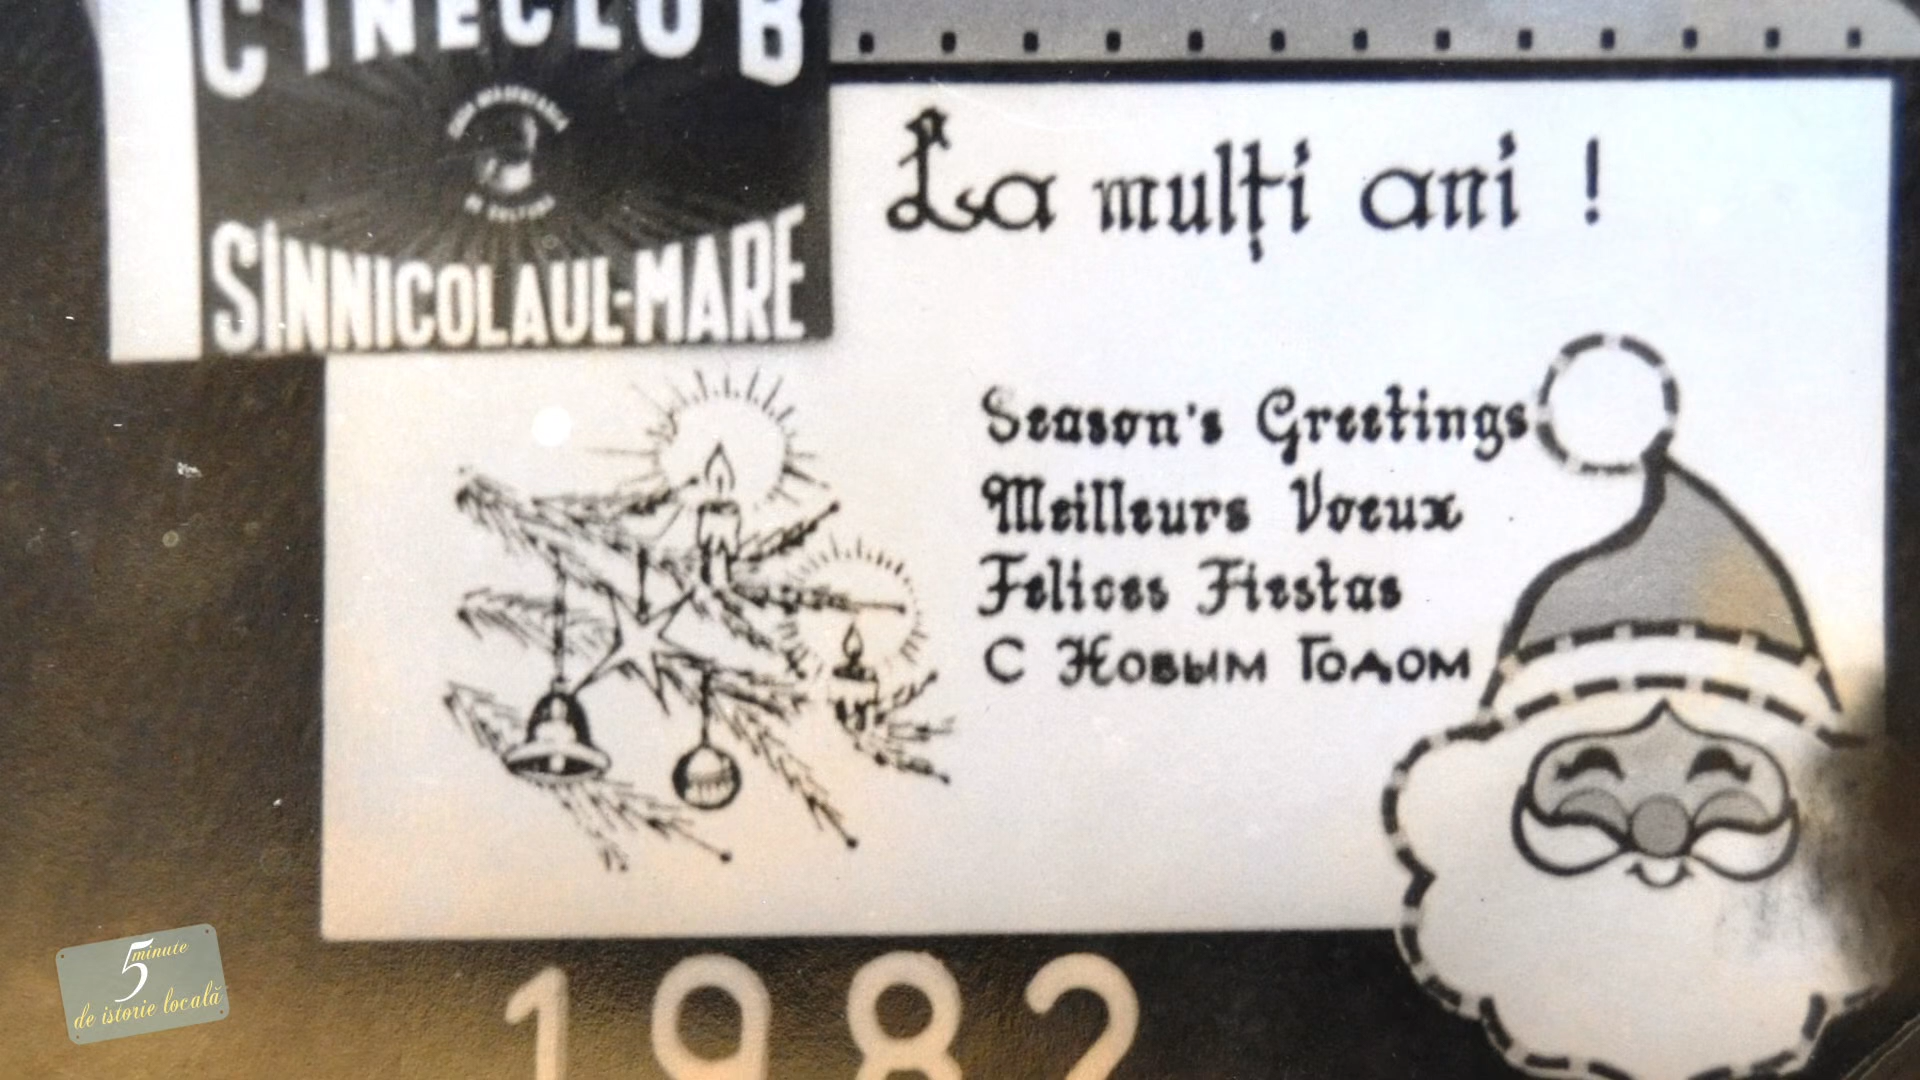 CINECLUB
SINNICOLAUL-MARE
La mulţi ani !
Season's Greetings
Meilleurs Voeux
Felices Fiestas
С Новым Годом
1982
5 minute
de istorie locală